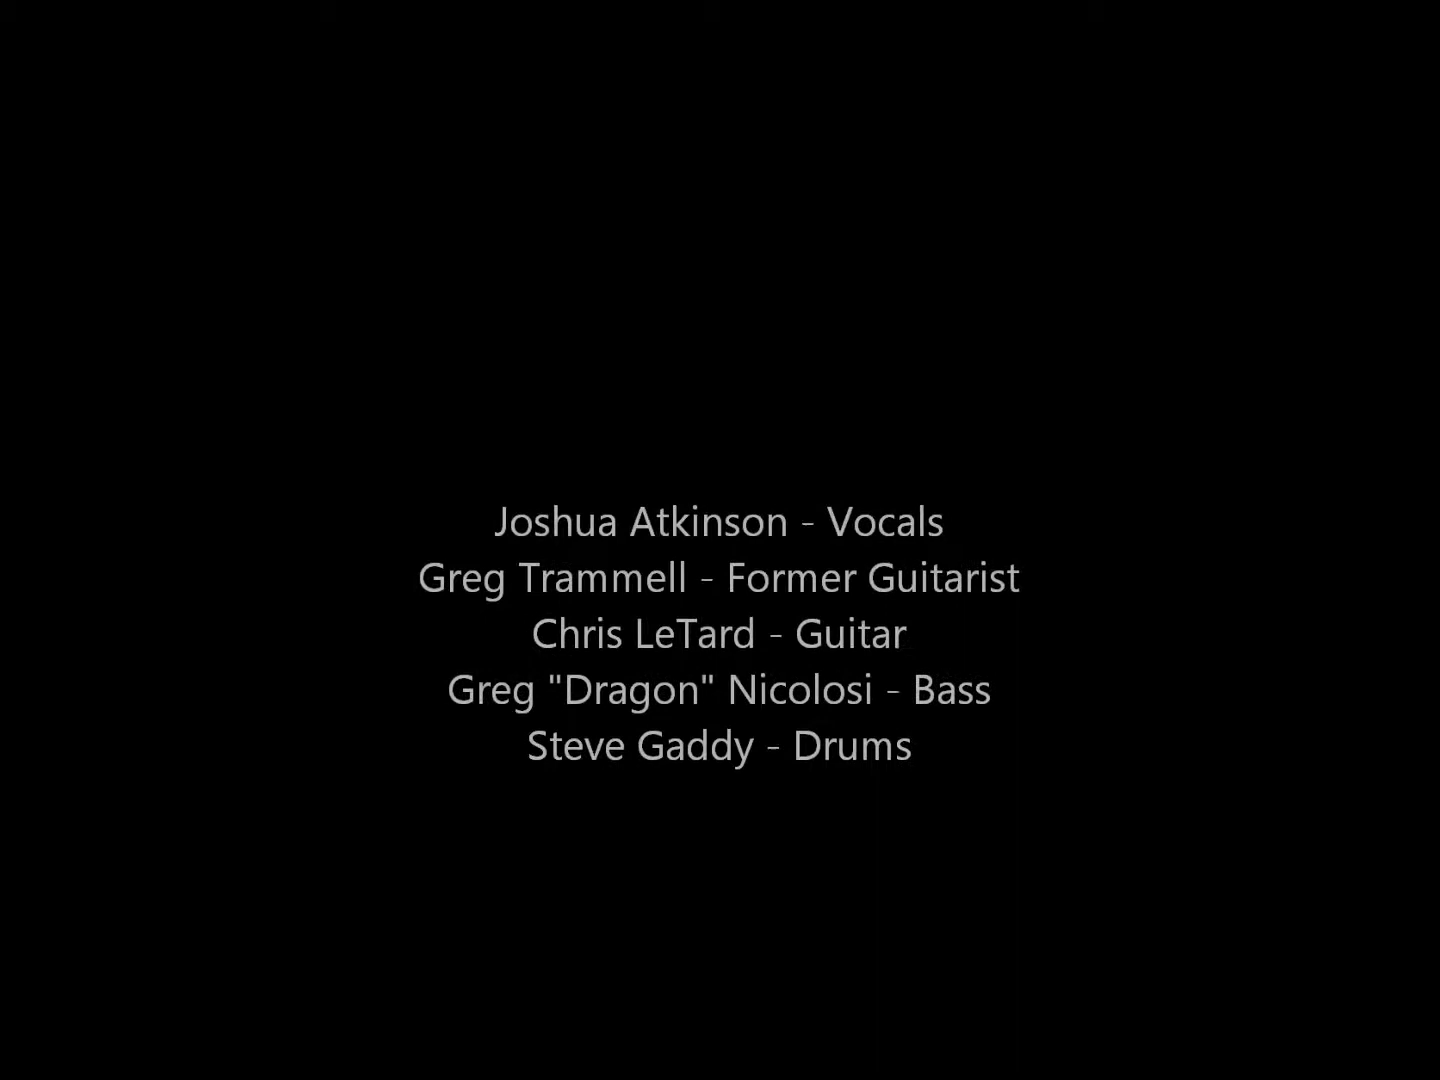 Joshua Atkinson - Vocals
Greg Trammell - Former Guitarist
Chris LeTard - Guitar
Greg "Dragon" Nicolosi - Bass
Steve Gaddy - Drums